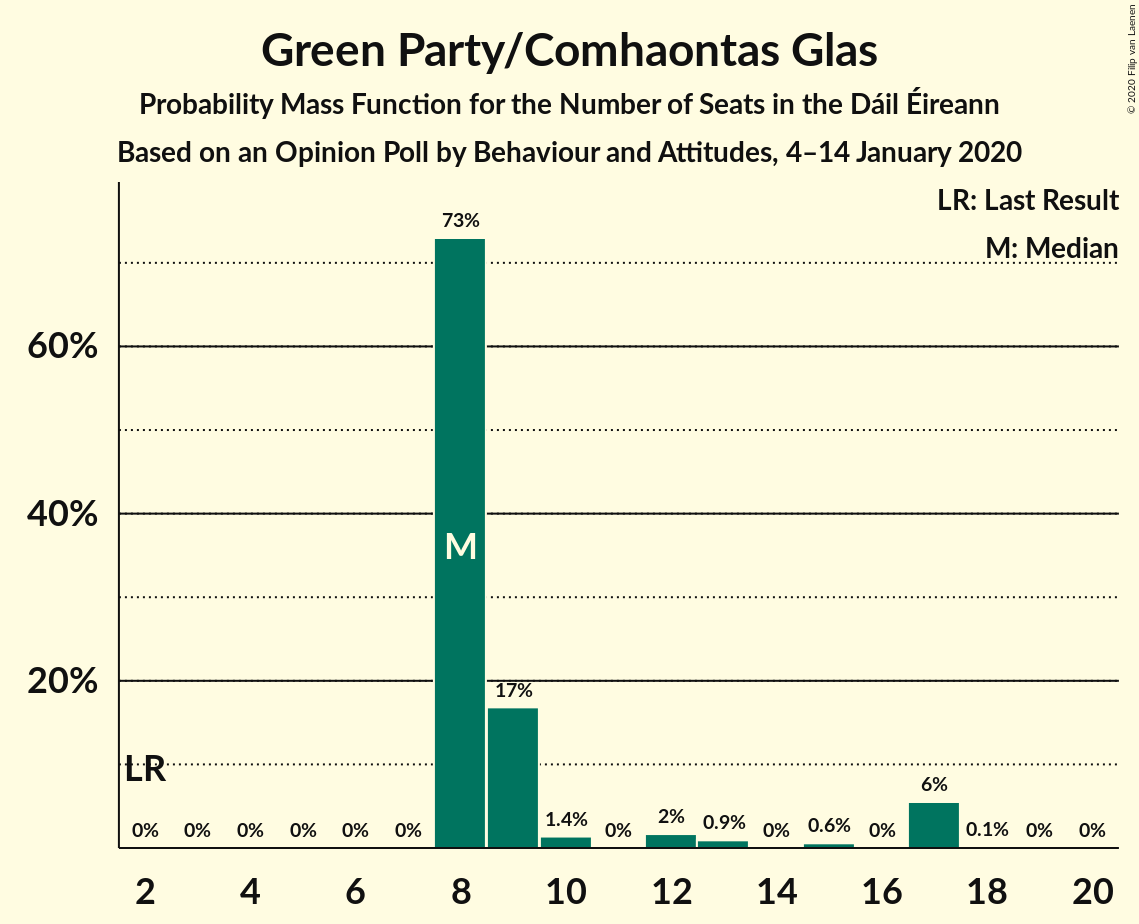 Green Party/Comhaontas Glas
Probability Mass Function for the Number of Seats in the Dáil Éireann
Based on an Opinion Poll by Behaviour and Attitudes, 4–14 January 2020
© 2020 Filip van Laenen
LR: Last Result
M: Median
73%
60%
40%
M
20%
17%
LR
0% 0% 0% 0% 0% 0% 1.4% 0% 2% 0.9% 0% 0.6% 0% 6% 0.1% 0% 0%
2 4 6 8 10 12 14 16 18 20